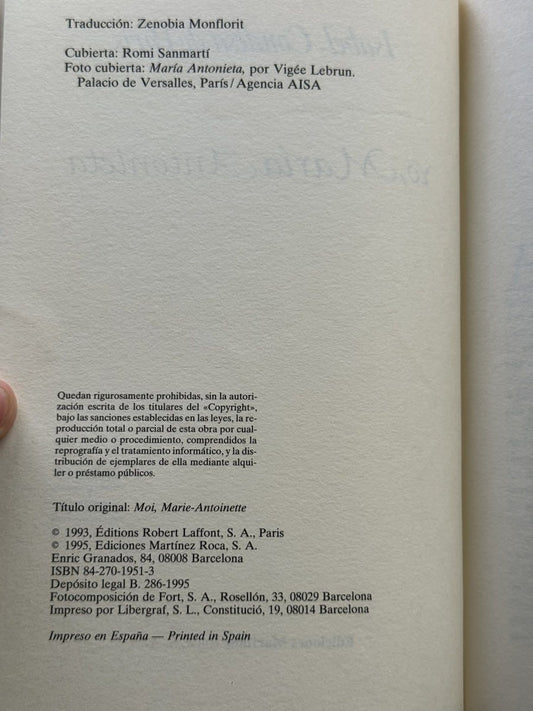 Traducción: Zenobia Monflorit
Cubierta: Romi Sanmartí
Foto cubierta: María Antonieta, por Vigée Lebrun.
Palacio de Versalles, París/Agencia AISA
Quedan rigurosamente prohibidas, sin la autori-
zación escrita de los titulares del «Copyright»,
bajo las sanciones establecidas en las leyes, la re-
producción total o parcial de esta obra por cual-
quier medio o procedimiento, comprendidos la
reprografía y el tratamiento informático, y la dis-
tribución de ejemplares de ella mediante alqui-
ler o préstamo públicos.
Título original: Moi, Marie-Antoinette
© 1993, Éditions Robert Laffont, S. A., Paris
© 1995, Ediciones Martínez Roca, S. A.
Enric Granados, 84, 08008 Barcelona
ISBN 84-270-1951-3
Depósito legal B. 286-1995
Fotocomposición de Fort, S. A., Rosellón, 33, 08029 Barcelona
Impreso por Libergraf, S. L., Constitució, 19, 08014 Barcelona
Impreso en España — Printed in Spain